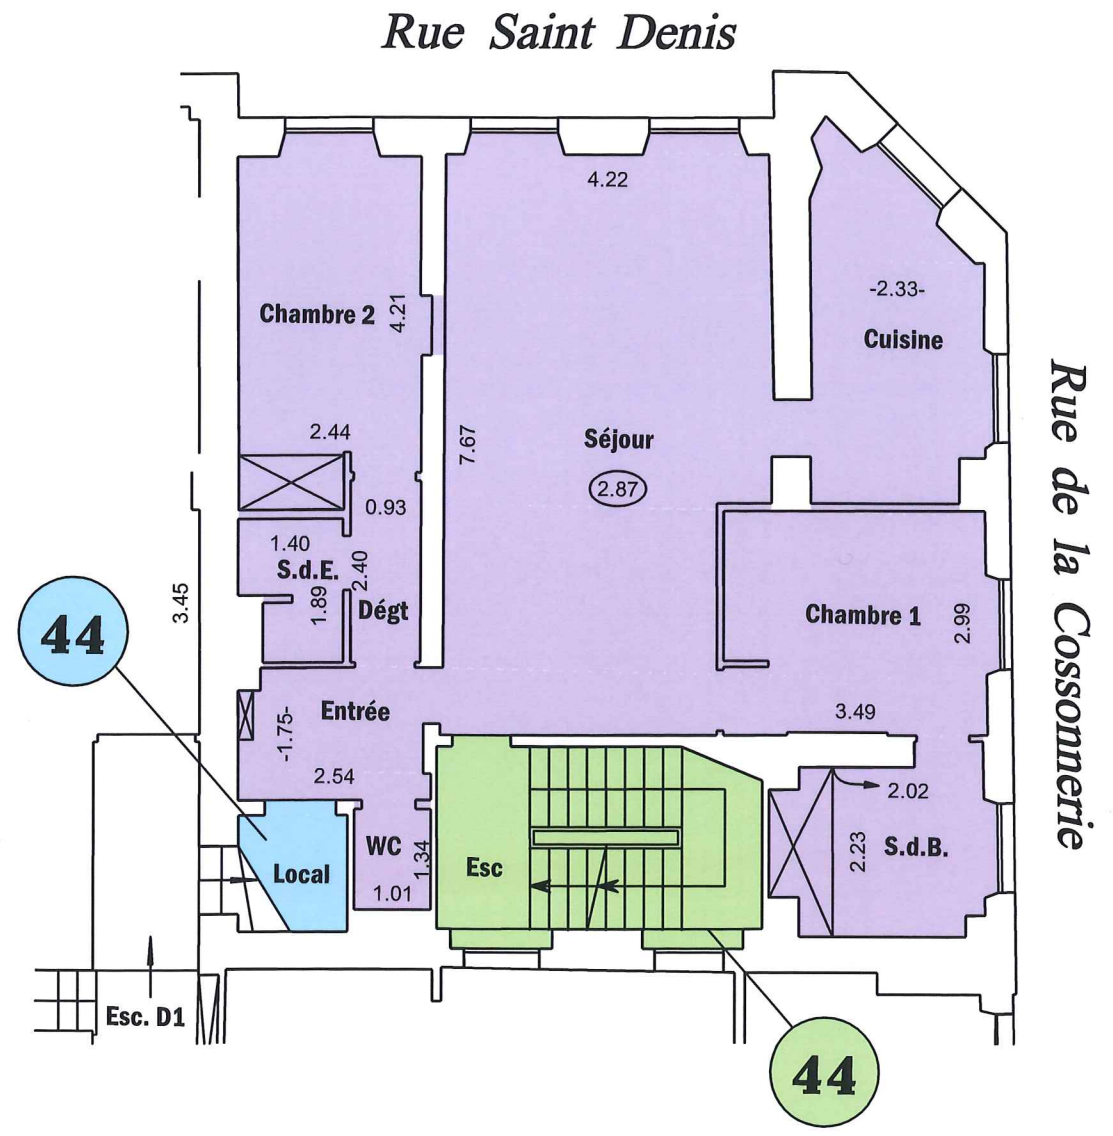 Rue Saint Denis
4.22
-2.33-
Chambre 2
4.21
Cuisine
Rue de la Cossonnerie
2.44
7.67
Séjour
2.87
0.93
1.40
S.d.E.
2.40
1.89
Dégt
3.45
44
Chambre 1
2.99
Entrée
-1.75-
3.49
2.54
2.02
WC
1.34
2.23
S.d.B.
Local
Esc
1.01
Esc. D1
44